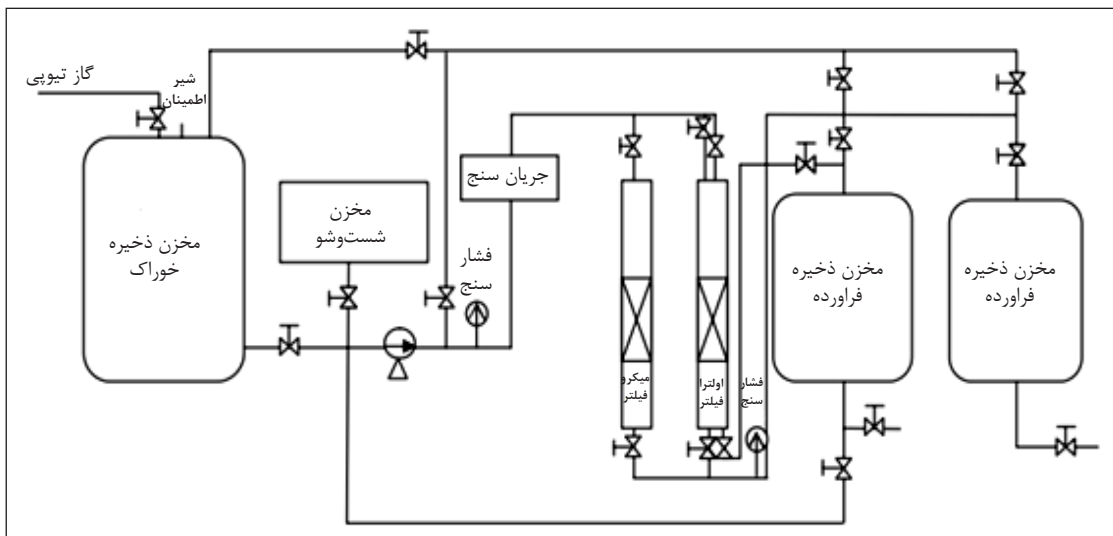 گاز تیوپی
شیر
اطمینان
مخزن ذخیره
خوراک
مخزن
شست‌وشو
فشار
سنج
جریان سنج
میکرو
فیلتر
اولترا
فیلتر
فشار
سنج
مخزن ذخیره
فراورده
مخزن ذخیره
فراورده